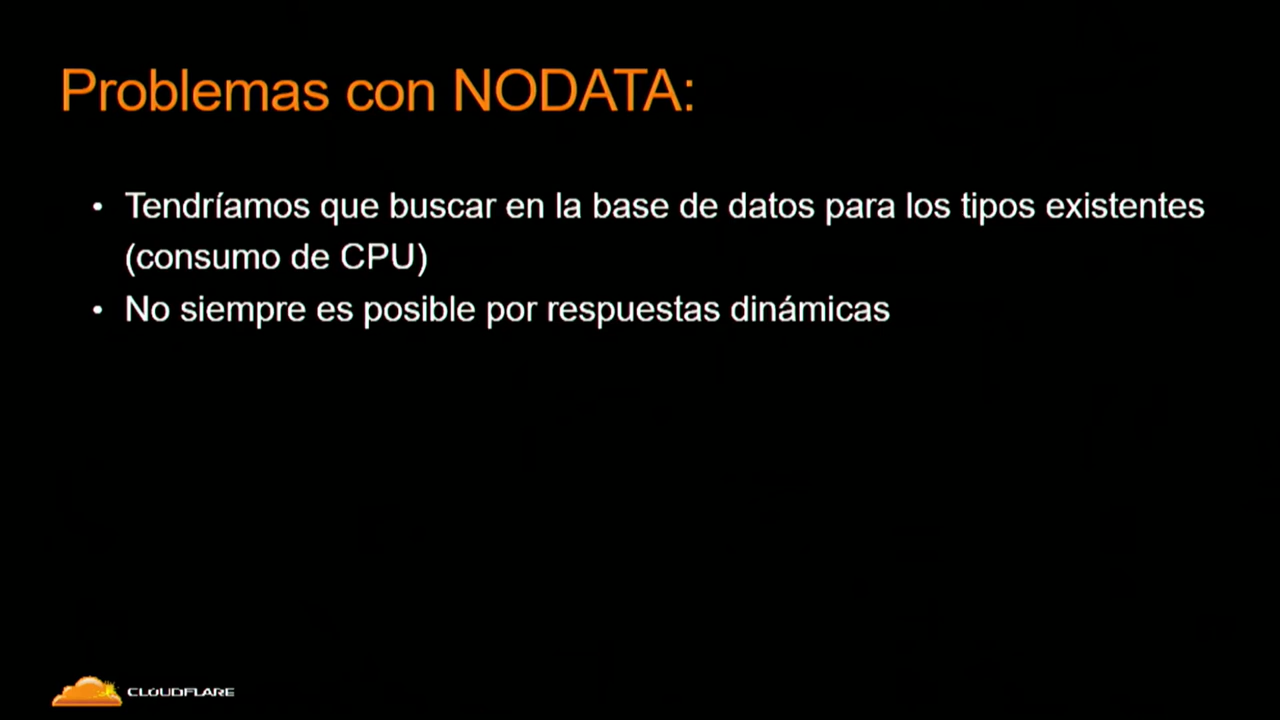 Problemas con NODATA:
• Tendríamos que buscar en la base de datos para los tipos existentes
(consumo de CPU)
• No siempre es posible por respuestas dinámicas
CLOUDFLARE